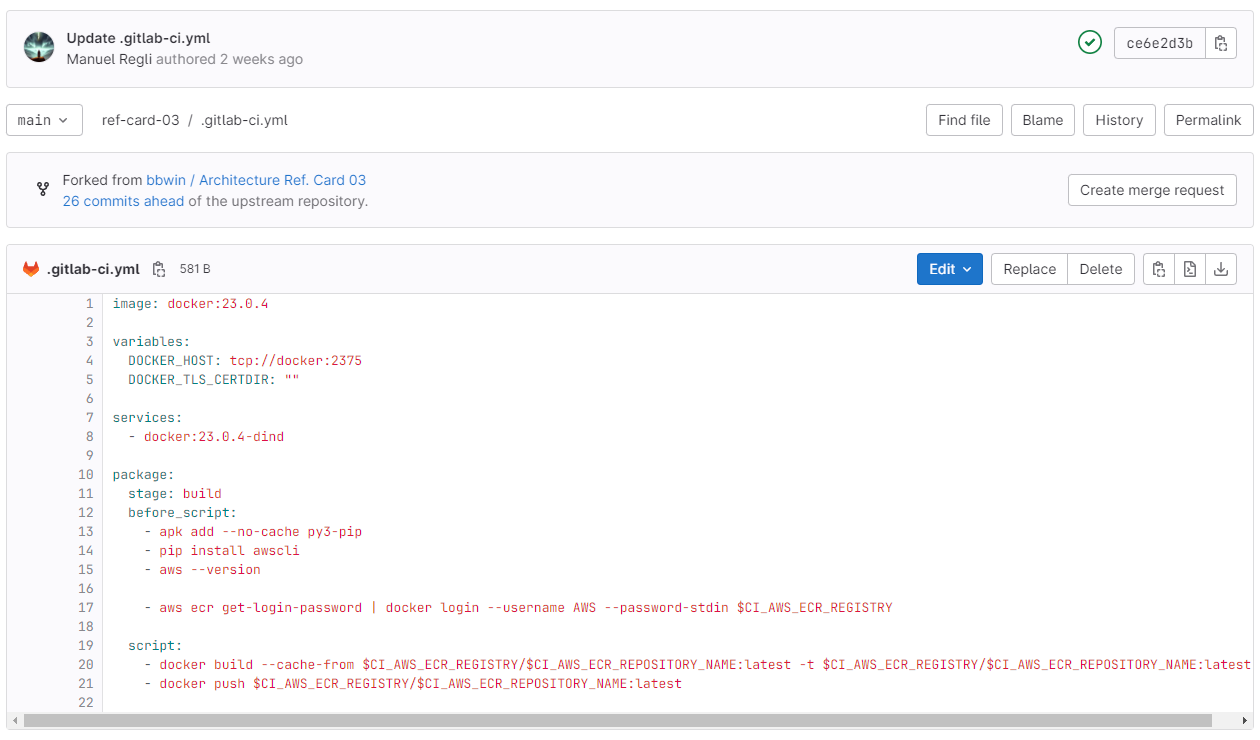 Update .gitlab-ci.yml
Manuel Regli authored 2 weeks ago
ce6e2d3b
main ref-card-03 / .gitlab-ci.yml Find file Blame History Permalink
Forked from bbwin / Architecture Ref. Card 03
26 commits ahead of the upstream repository.
Create merge request
.gitlab-ci.yml 581 B Edit Replace Delete
1 image: docker:23.0.4
2
3 variables:
4   DOCKER_HOST: tcp://docker:2375
5   DOCKER_TLS_CERTDIR: ""
6
7 services:
8   - docker:23.0.4-dind
9
10 package:
11   stage: build
12   before_script:
13     - apk add --no-cache py3-pip
14     - pip install awscli
15     - aws --version
16
17     - aws ecr get-login-password | docker login --username AWS --password-stdin $CI_AWS_ECR_REGISTRY
18
19   script:
20     - docker build --cache-from $CI_AWS_ECR_REGISTRY/$CI_AWS_ECR_REPOSITORY_NAME:latest -t $CI_AWS_ECR_REGISTRY/$CI_AWS_ECR_REPOSITORY_NAME:latest
21     - docker push $CI_AWS_ECR_REGISTRY/$CI_AWS_ECR_REPOSITORY_NAME:latest
22